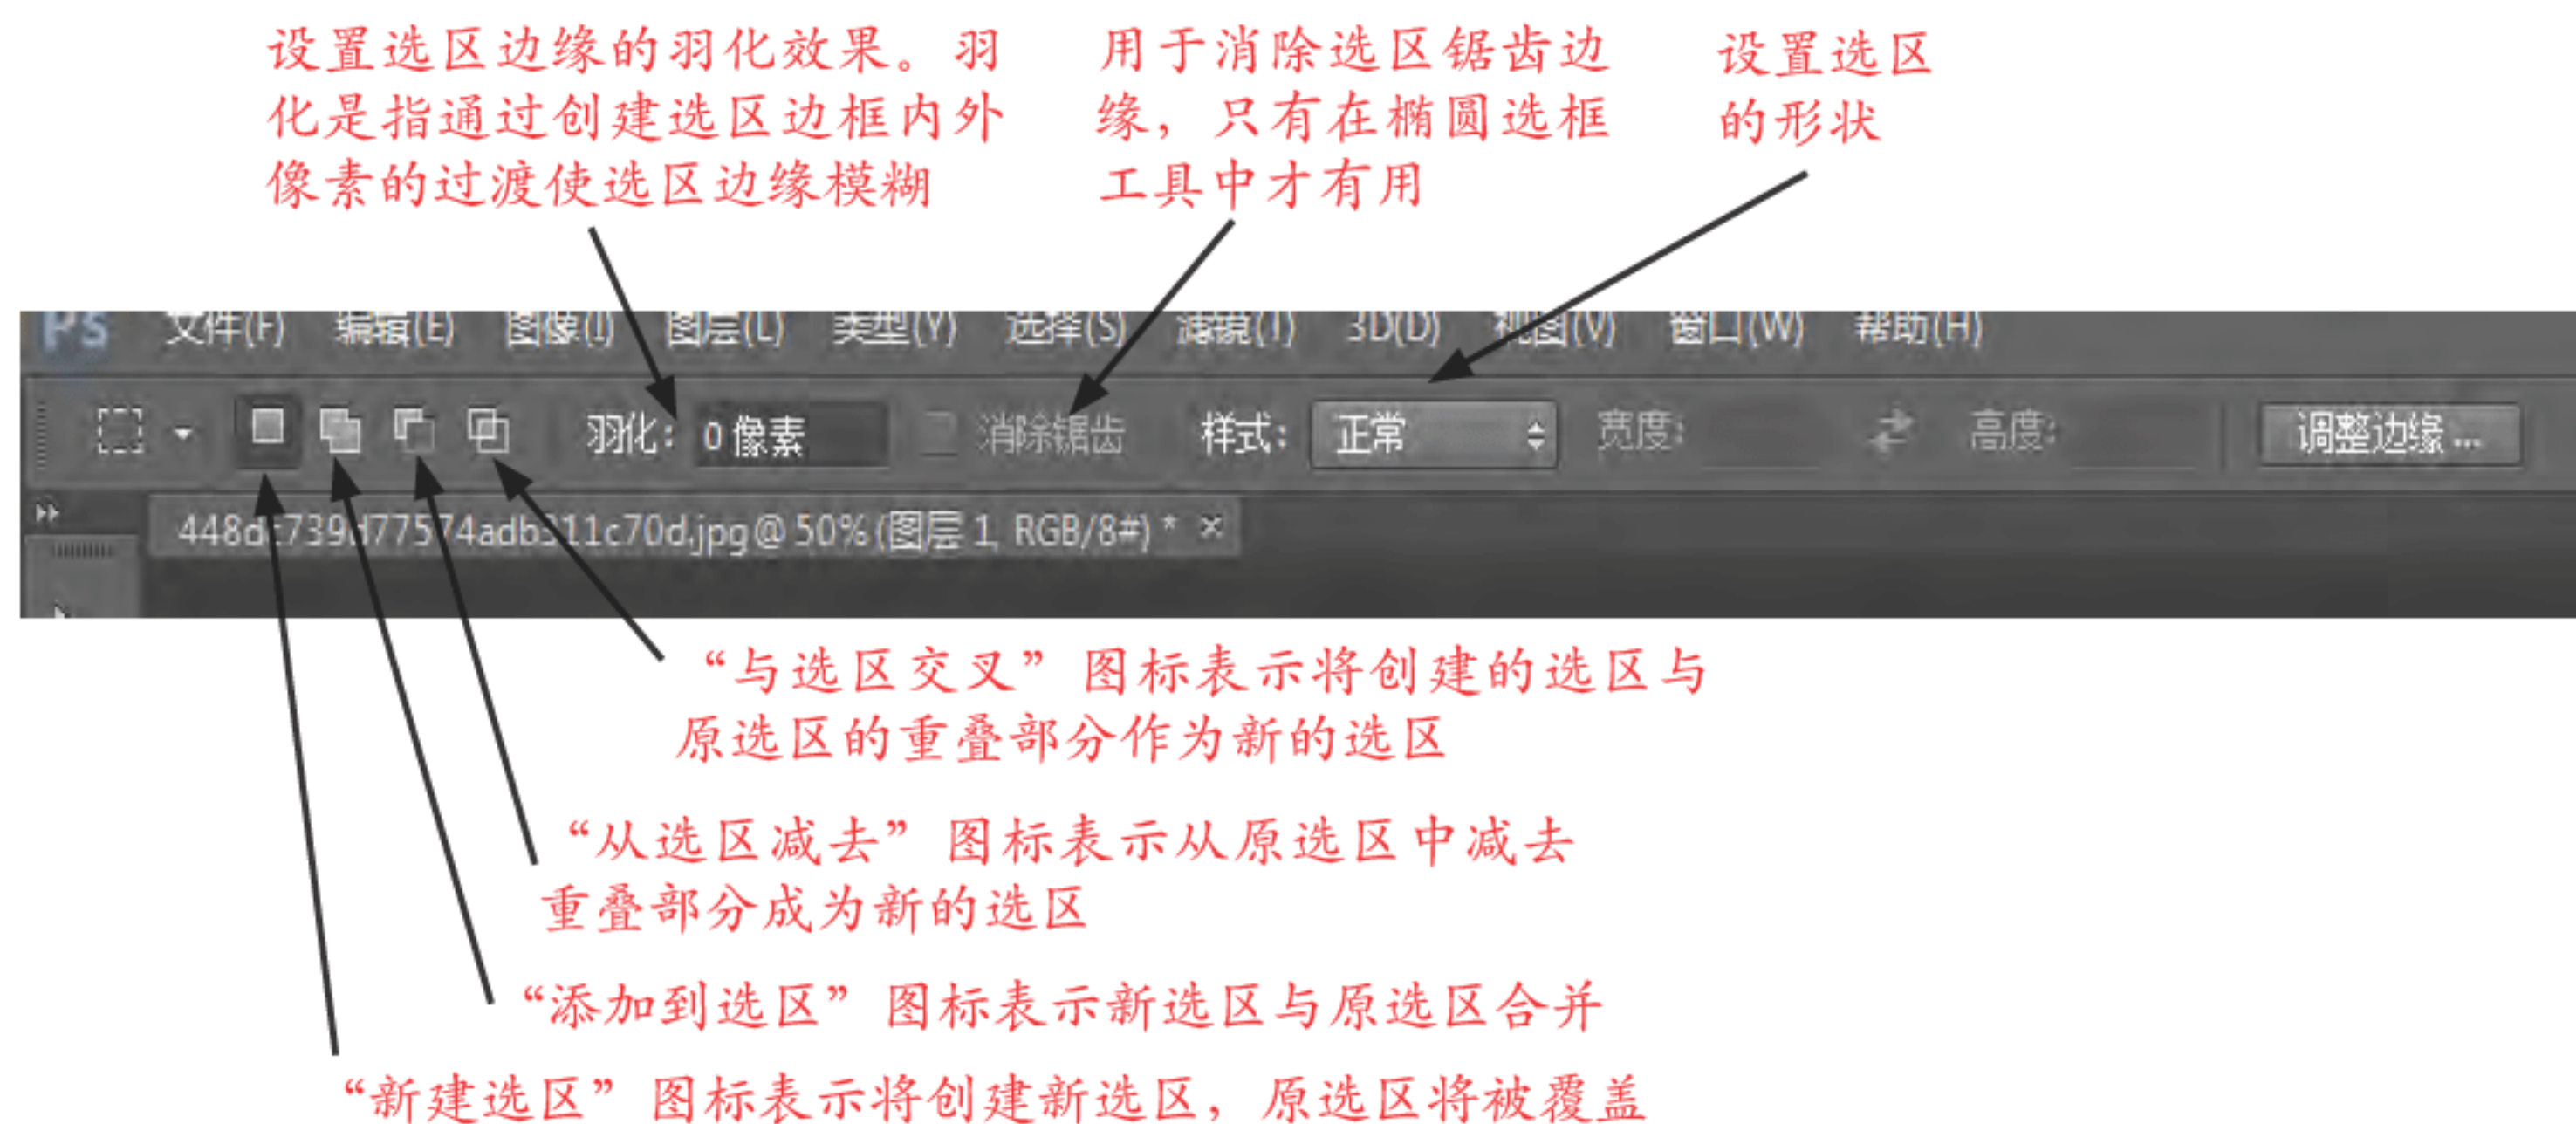 设置选区边缘的羽化效果。羽
化是指通过创建选区边框内外
像素的过渡使选区边缘模糊
用于消除选区锯齿边
缘，只有在椭圆选框
工具中才有用
设置选区
的形状
PS 文件(F) 编辑(E) 图像(I) 图层(L) 类型(Y) 选择(S) 滤镜(T) 3D(D) 视图(V) 窗口(W) 帮助(H)
羽化： 0 像素 消除锯齿 样式： 正常 宽度： 高度： 调整边缘...
jpg@ 50% (图层 1, RGB/8#) * ×
“与选区交叉”图标表示将创建的选区与
原选区的重叠部分作为新的选区
“从选区减去”图标表示从原选区中减去
重叠部分成为新的选区
“添加到选区”图标表示新选区与原选区合并
“新建选区”图标表示将创建新选区，原选区将被覆盖